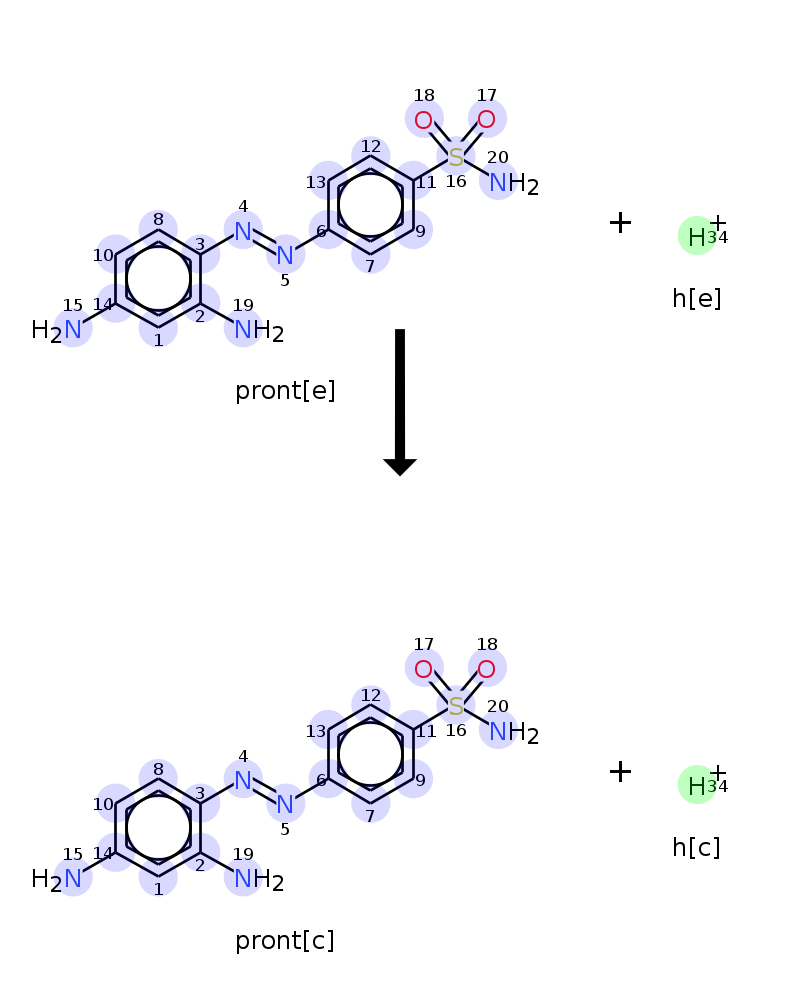 18 17
O O
12 S 20
13 11 16 NH2
4
8 N 6 9 +
10 3 N 7 H34+
15 14 5
H2N 2 19 h[e]
1 NH2
pront[e]
17 18
O O
12 S 20
13 11 16 NH2
4
8 N 6 9 +
10 3 N 7 H34+
15 14 5
H2N 2 19 h[c]
1 NH2
pront[c]